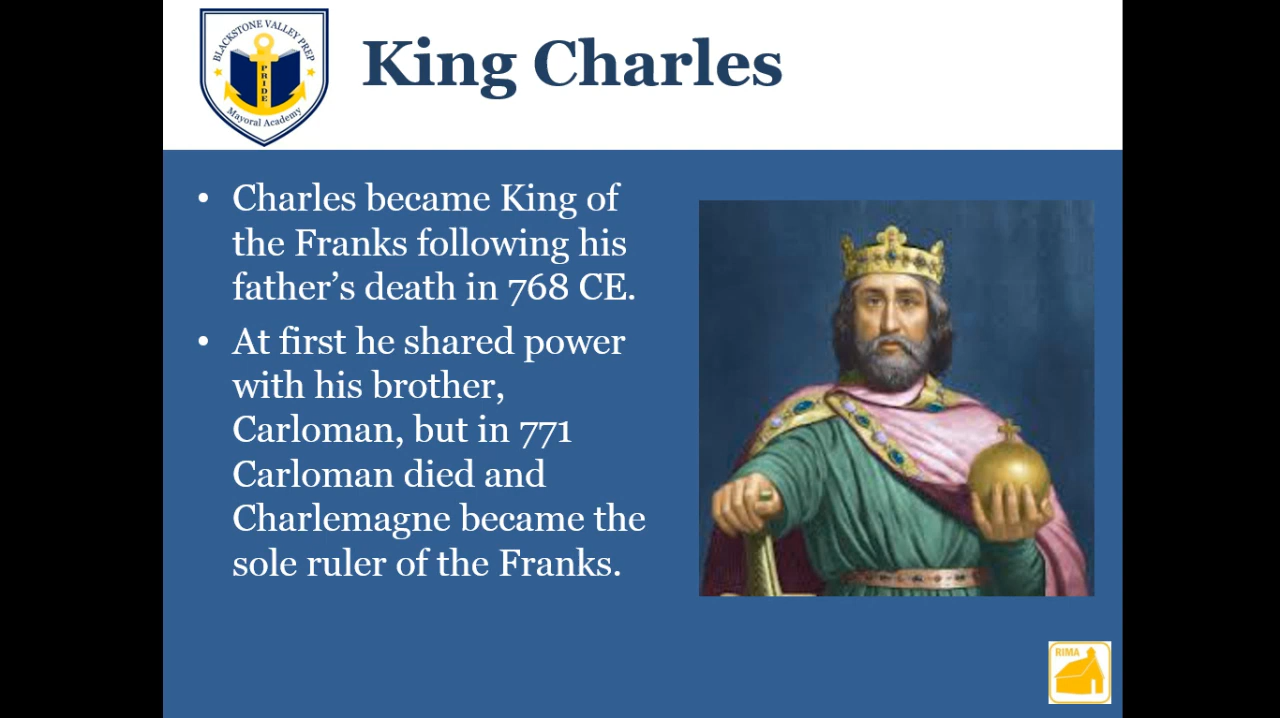 BLACKSTONE VALLEY PREP
PRIDE
Mayoral Academy
King Charles
• Charles became King of
the Franks following his
father’s death in 768 CE.
• At first he shared power
with his brother,
Carloman, but in 771
Carloman died and
Charlemagne became the
sole ruler of the Franks.
RIMA